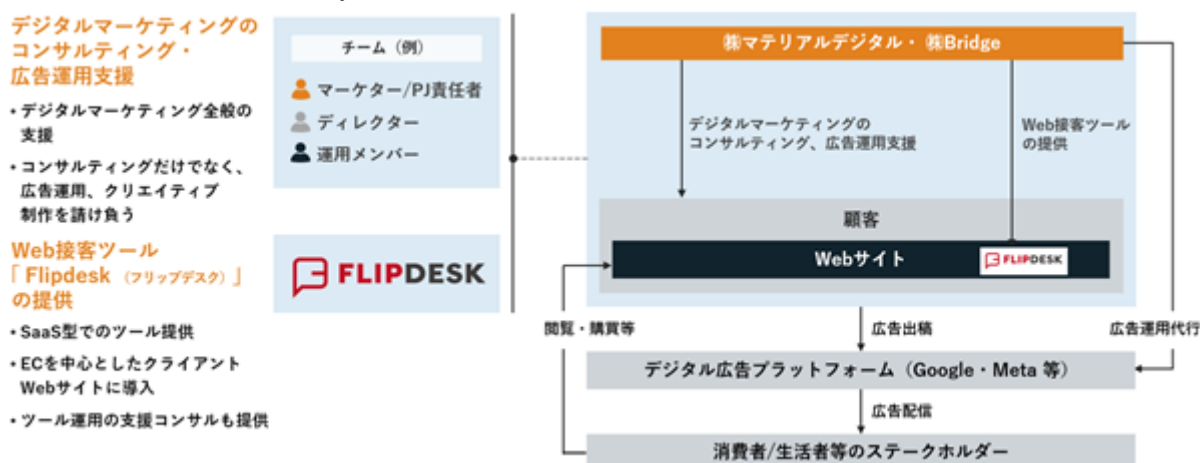 デジタルマーケティングの
コンサルティング・
広告運用支援
・デジタルマーケティング全般の
支援
・コンサルティングだけでなく、
広告運用、クリエイティブ
制作を請け負う
Web接客ツール
「Flipdesk（フリップデスク）」
の提供
・SaaS型でのツール提供
・ECを中心としたクライアント
Webサイトに導入
・ツール運用の支援コンサルも提供
チーム（例）
マーケター/PJ責任者
ディレクター
運用メンバー
FLIPDESK
㈱マテリアルデジタル・㈱Bridge
デジタルマーケティングの
コンサルティング、広告運用支援
Web接客ツール
の提供
顧客
Webサイト
FLIPDESK
閲覧・購買等
広告出稿
広告運用代行
デジタル広告プラットフォーム（Google・Meta 等）
広告配信
消費者/生活者等のステークホルダー